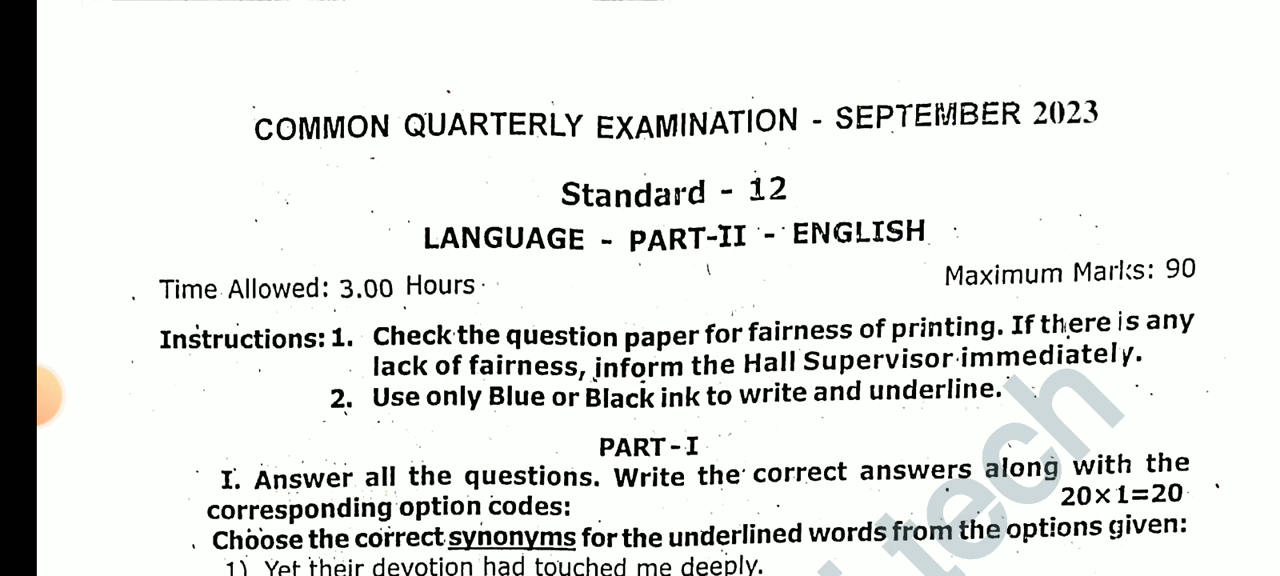 COMMON QUARTERLY EXAMINATION - SEPTEMBER 2023
Standard - 12
LANGUAGE - PART-II - ENGLISH
Time Allowed: 3.00 Hours
Maximum Marks: 90
Instructions: 1. Check the question paper for fairness of printing. If there is any
lack of fairness, inform the Hall Supervisor immediately.
2. Use only Blue or Black ink to write and underline.
PART-I
I. Answer all the questions. Write the correct answers along with the
corresponding option codes: 20×1=20
Choose the correct synonyms for the underlined words from the options given:
1) Yet their devotion had touched me deeply.
tech